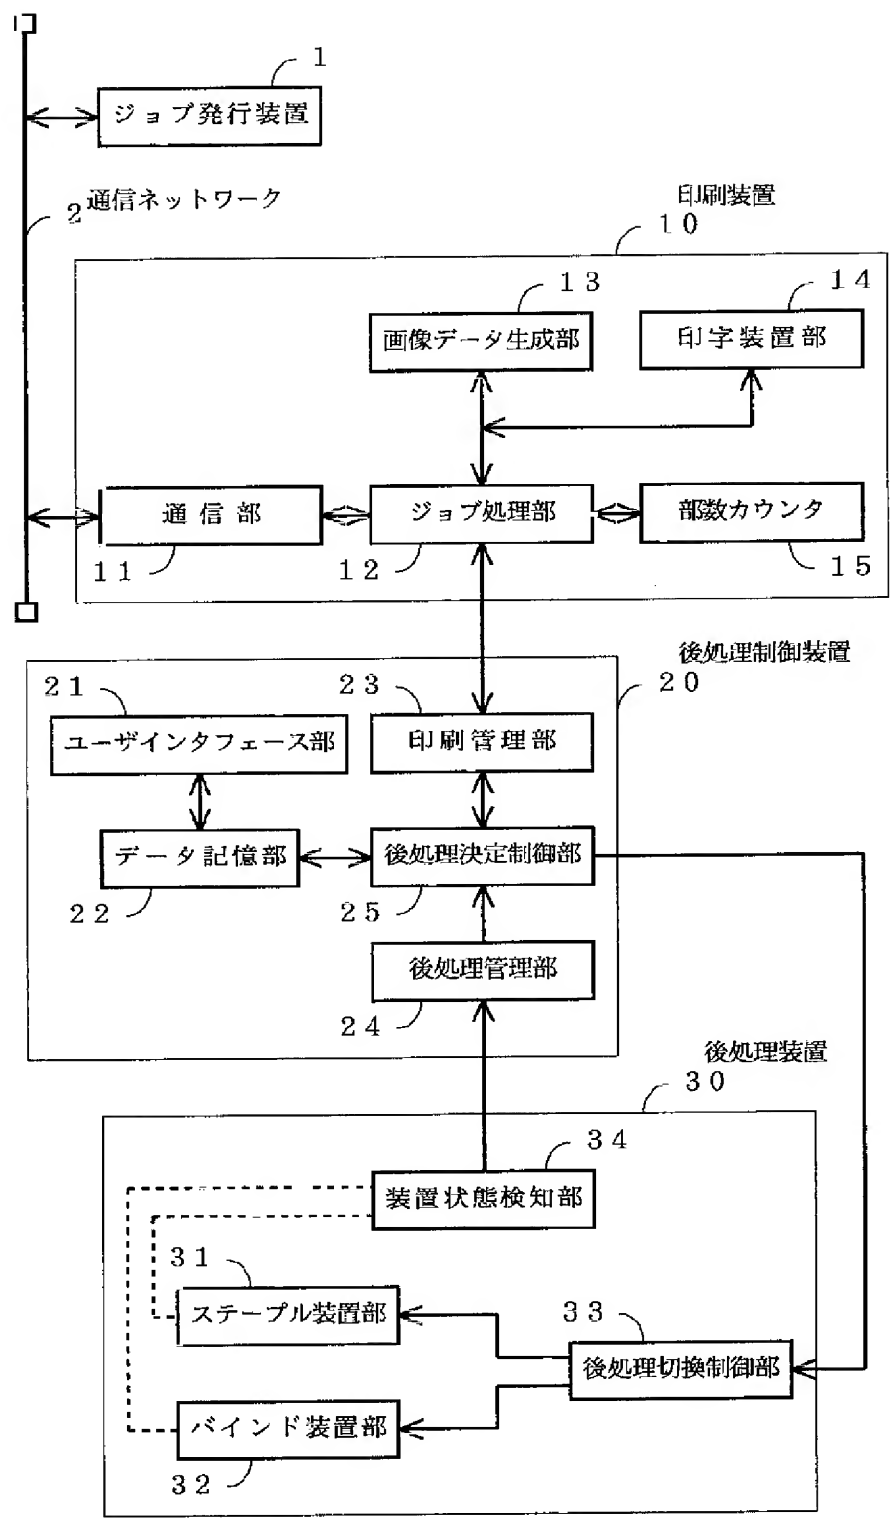 1
ジョブ発行装置
2 通信ネットワーク
印刷装置
10
13
14
画像データ生成部
印字装置部
通信部
ジョブ処理部
部数カウンタ
11
12
15
後処理制御装置
20
21
23
ユーザインタフェース部
印刷管理部
データ記憶部
後処理決定制御部
22
25
後処理管理部
24
後処理装置
30
34
装置状態検知部
31
ステープル装置部
33
後処理切換制御部
バインド装置部
32